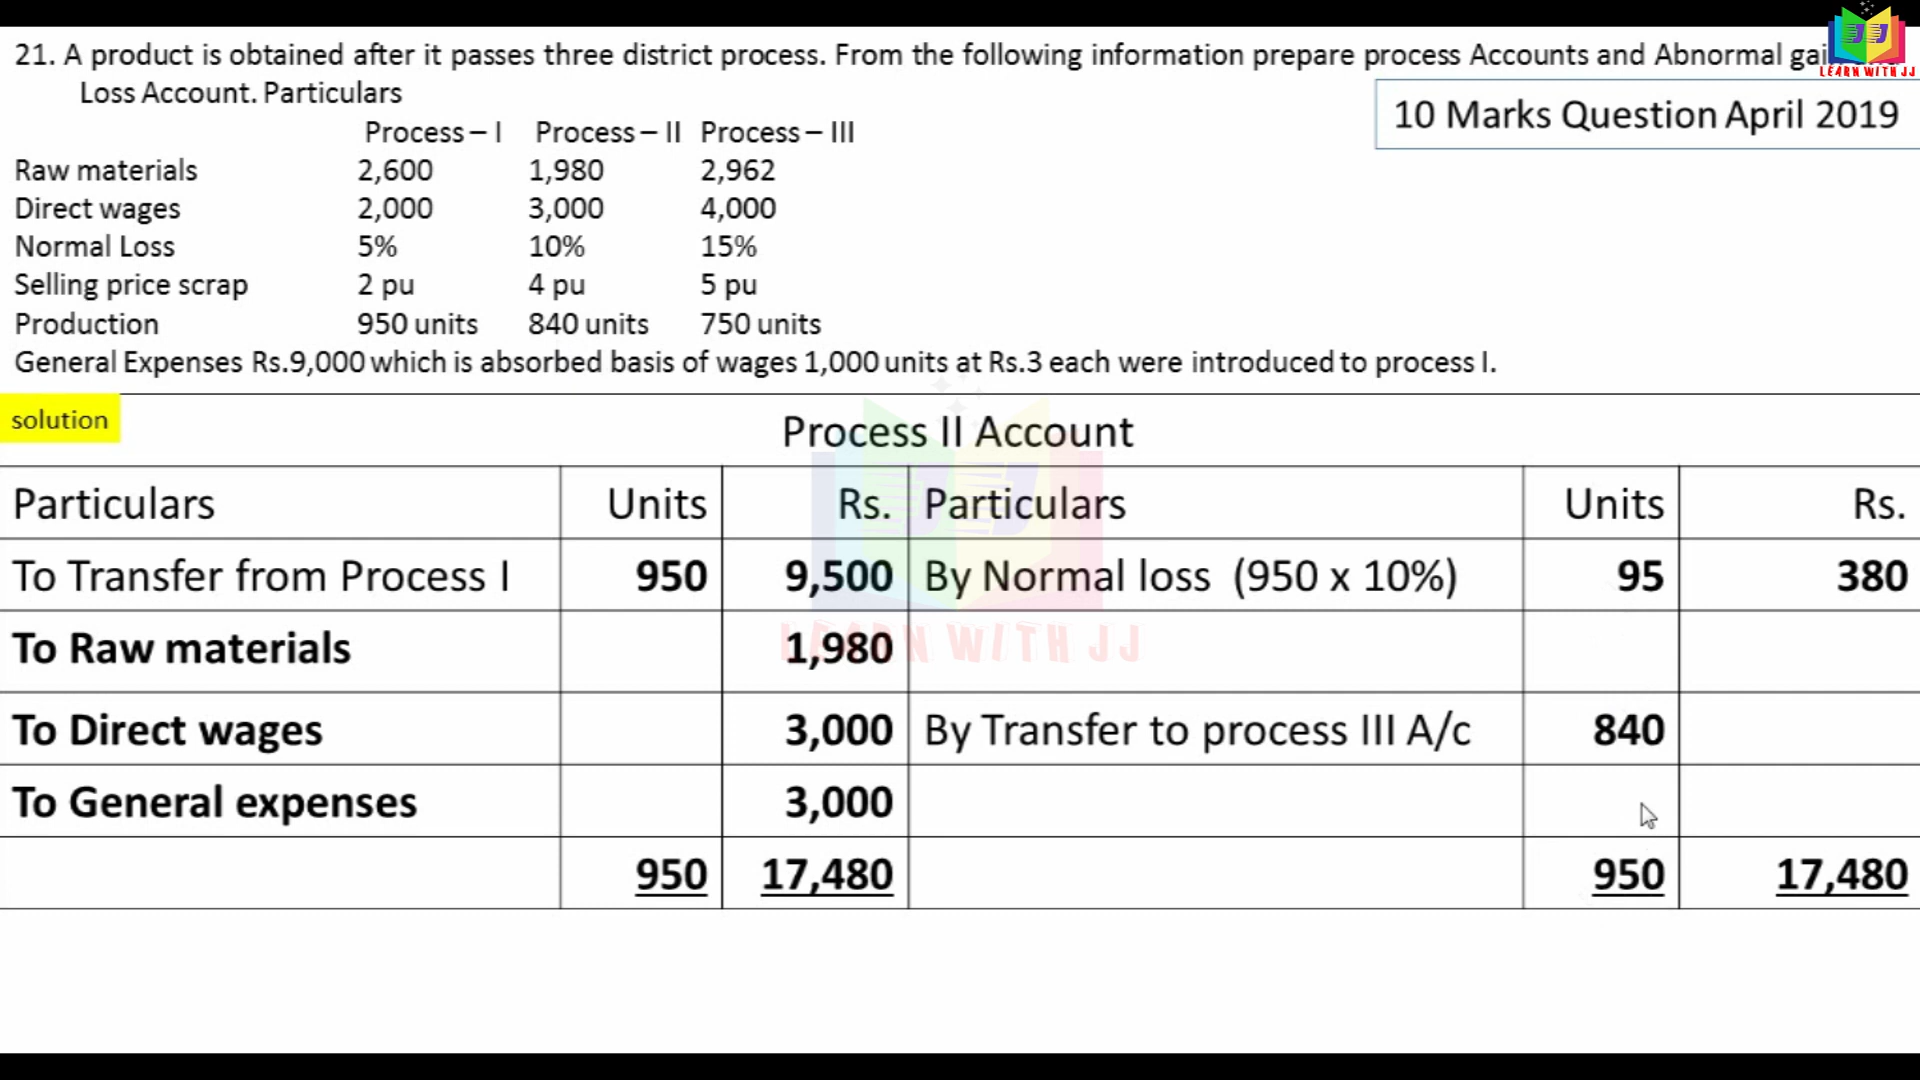 21. A product is obtained after it passes three district process. From the following information prepare process Accounts and Abnormal
Loss Account. Particulars
10 Marks Question April 2019
Process – I Process – II Process – III
Raw materials 2,600 1,980 2,962
Direct wages 2,000 3,000 4,000
Normal Loss 5% 10% 15%
Selling price scrap 2 pu 4 pu 5 pu
Production 950 units 840 units 750 units
General Expenses Rs.9,000 which is absorbed basis of wages 1,000 units at Rs.3 each were introduced to process I.
solution
Process II Account
Particulars Units Rs. Particulars Units Rs.
To Transfer from Process I 950 9,500 By Normal loss (950 x 10%) 95 380
To Raw materials 1,980
To Direct wages 3,000 By Transfer to process III A/c 840
To General expenses 3,000
950 17,480 950 17,480
JJ
LEARN WITH JJ
JJ
LEARN WITH JJ